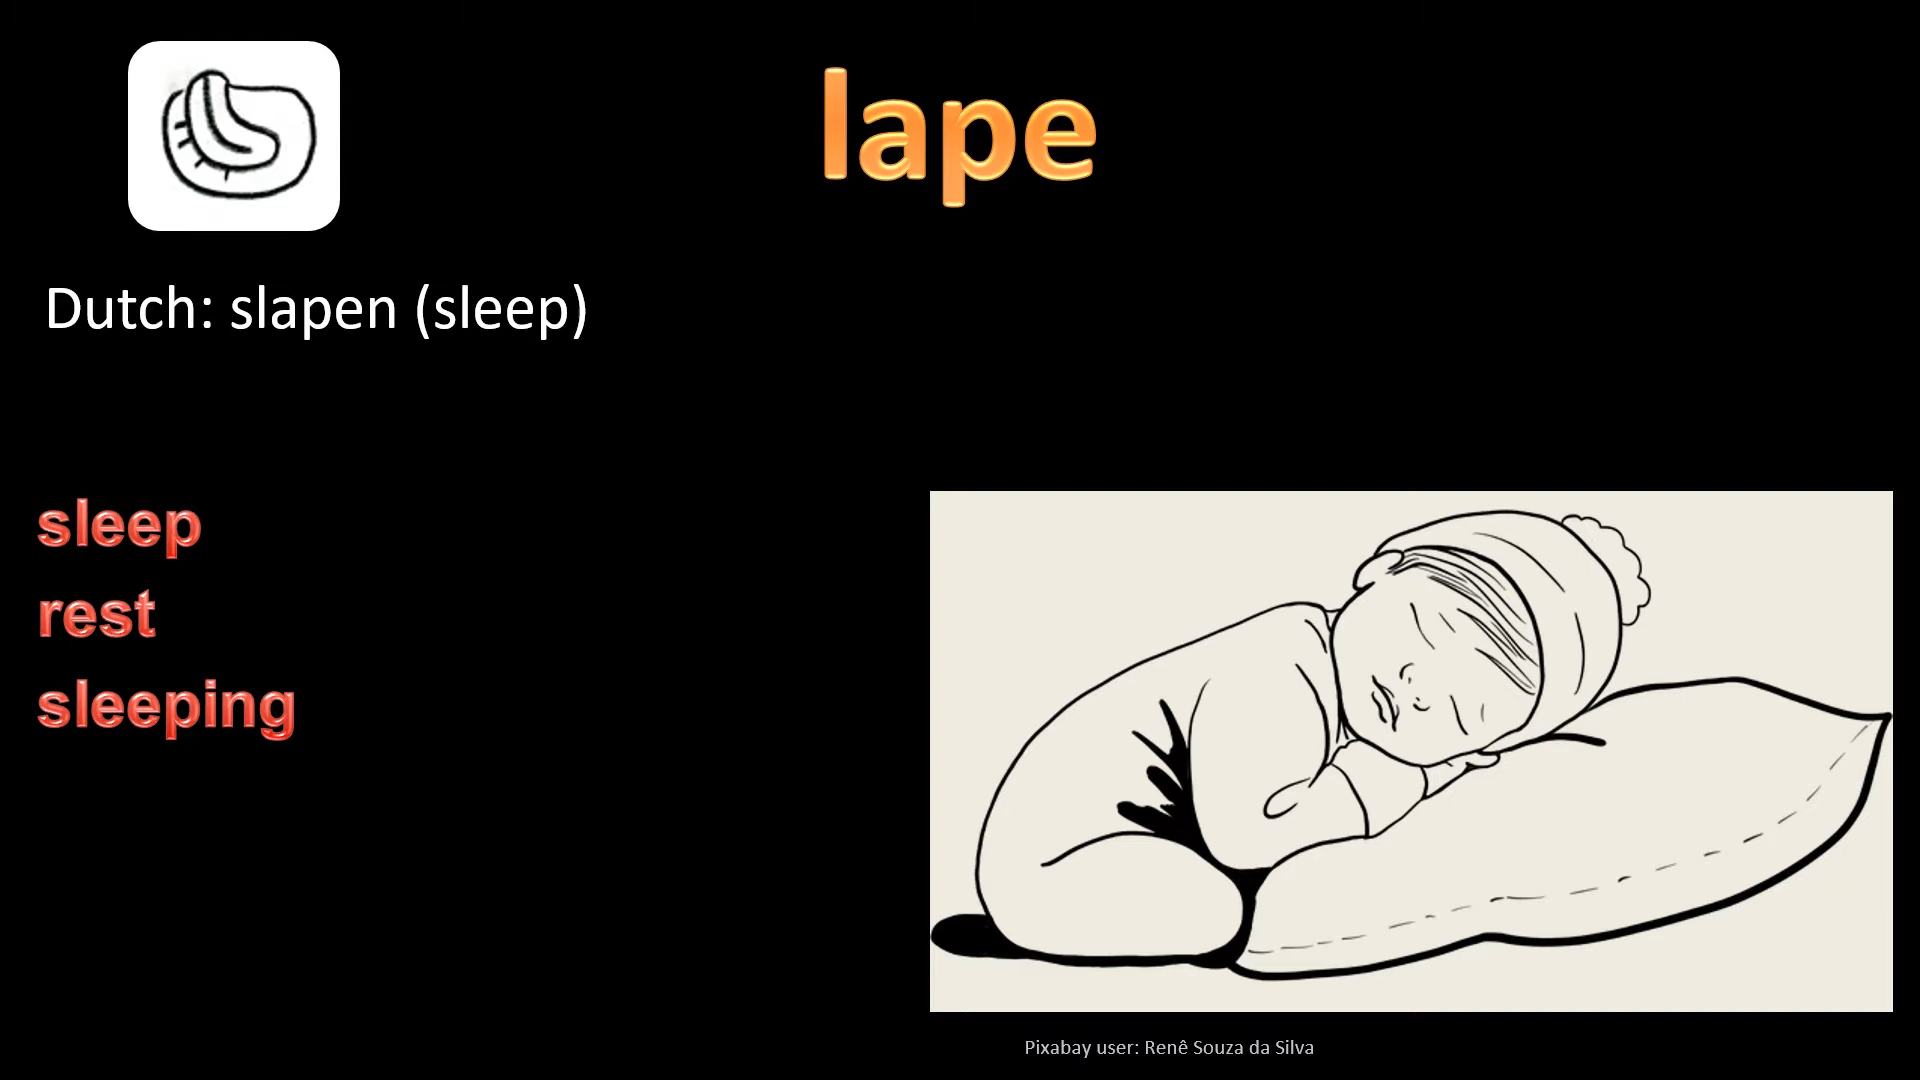 lape
Dutch: slapen (sleep)
sleep
rest
sleeping
Pixabay user: Renê Souza da Silva